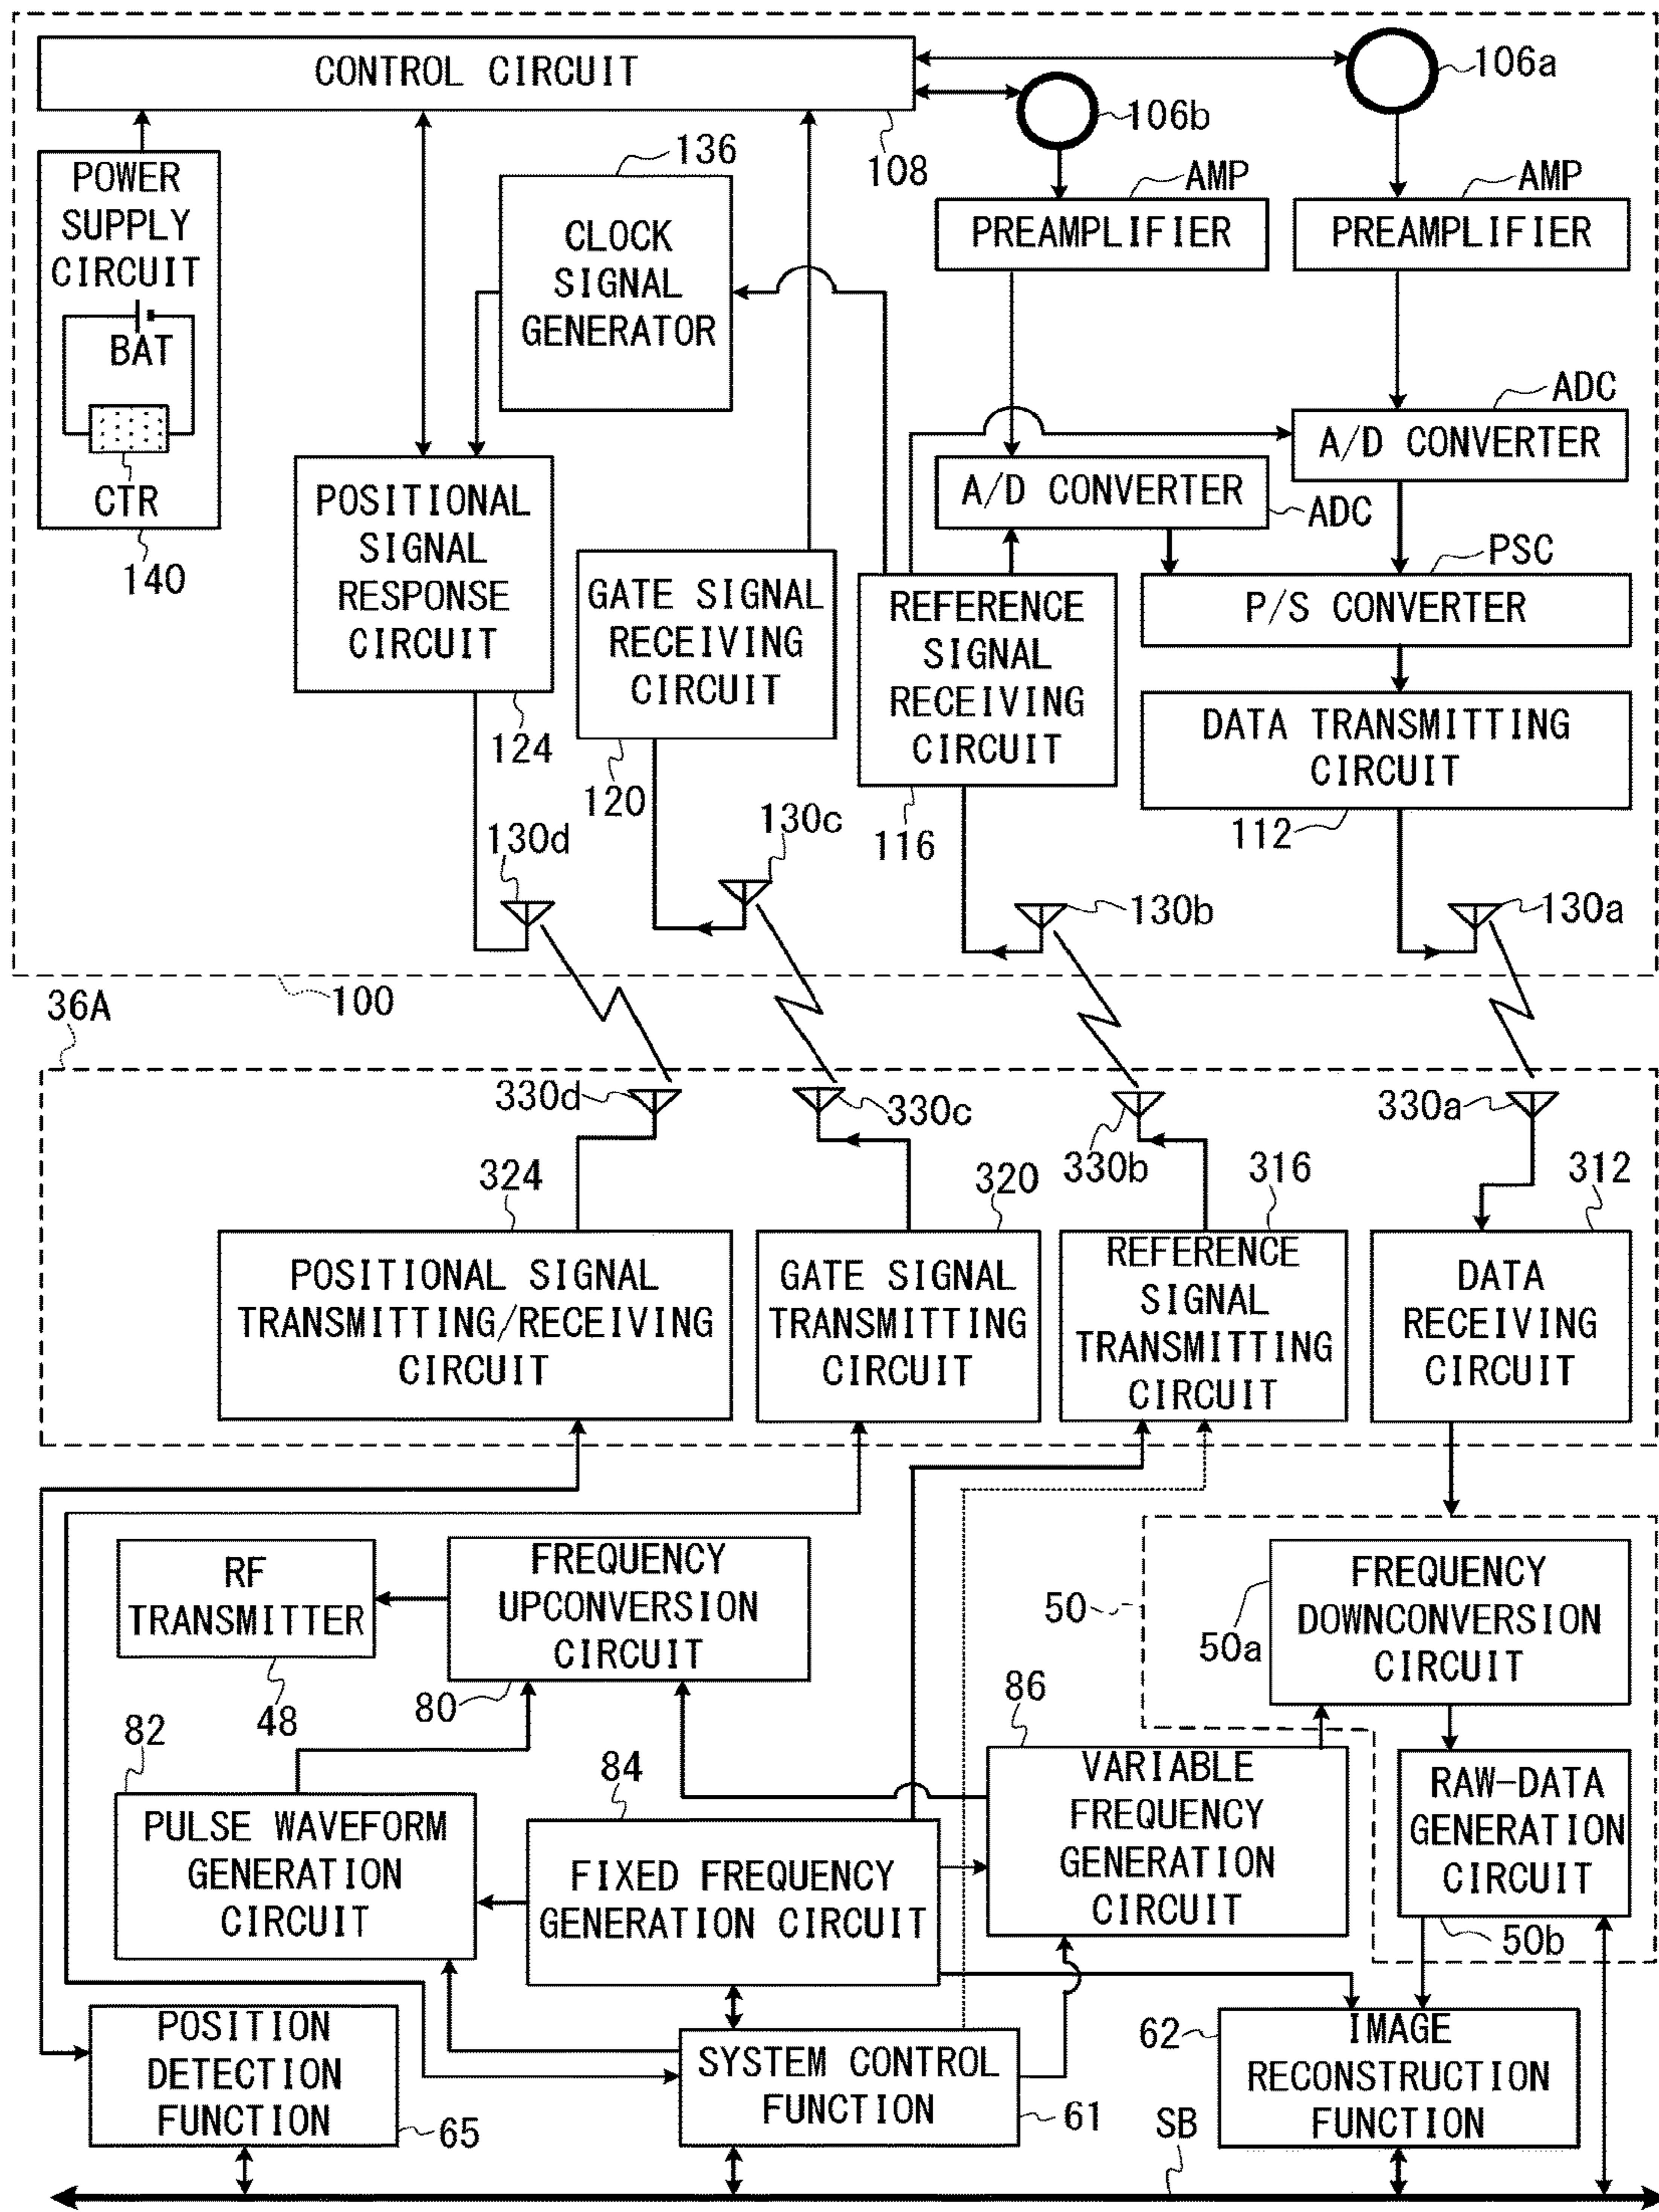 CONTROL CIRCUIT
106a
106b
108
POWER
SUPPLY
CIRCUIT
BAT
CTR
140
136
CLOCK
SIGNAL
GENERATOR
AMP
PREAMPLIFIER
AMP
PREAMPLIFIER
ADC
A/D CONVERTER
A/D CONVERTER
ADC
PSC
P/S CONVERTER
POSITIONAL
SIGNAL
RESPONSE
CIRCUIT
124
GATE SIGNAL
RECEIVING
CIRCUIT
120
REFERENCE
SIGNAL
RECEIVING
CIRCUIT
116
DATA TRANSMITTING
CIRCUIT
112
130d
130c
130b
130a
100
36A
330d
330c
330b
330a
324
320
316
312
POSITIONAL SIGNAL
TRANSMITTING/RECEIVING
CIRCUIT
GATE SIGNAL
TRANSMITTING
CIRCUIT
REFERENCE
SIGNAL
TRANSMITTING
CIRCUIT
DATA
RECEIVING
CIRCUIT
RF
TRANSMITTER
48
FREQUENCY
UPCONVERSION
CIRCUIT
80
50
50a
FREQUENCY
DOWNCONVERSION
CIRCUIT
82
PULSE WAVEFORM
GENERATION
CIRCUIT
84
FIXED FREQUENCY
GENERATION CIRCUIT
86
VARIABLE
FREQUENCY
GENERATION
CIRCUIT
RAW-DATA
GENERATION
CIRCUIT
50b
POSITION
DETECTION
FUNCTION
65
SYSTEM CONTROL
FUNCTION
61
62
IMAGE
RECONSTRUCTION
FUNCTION
SB